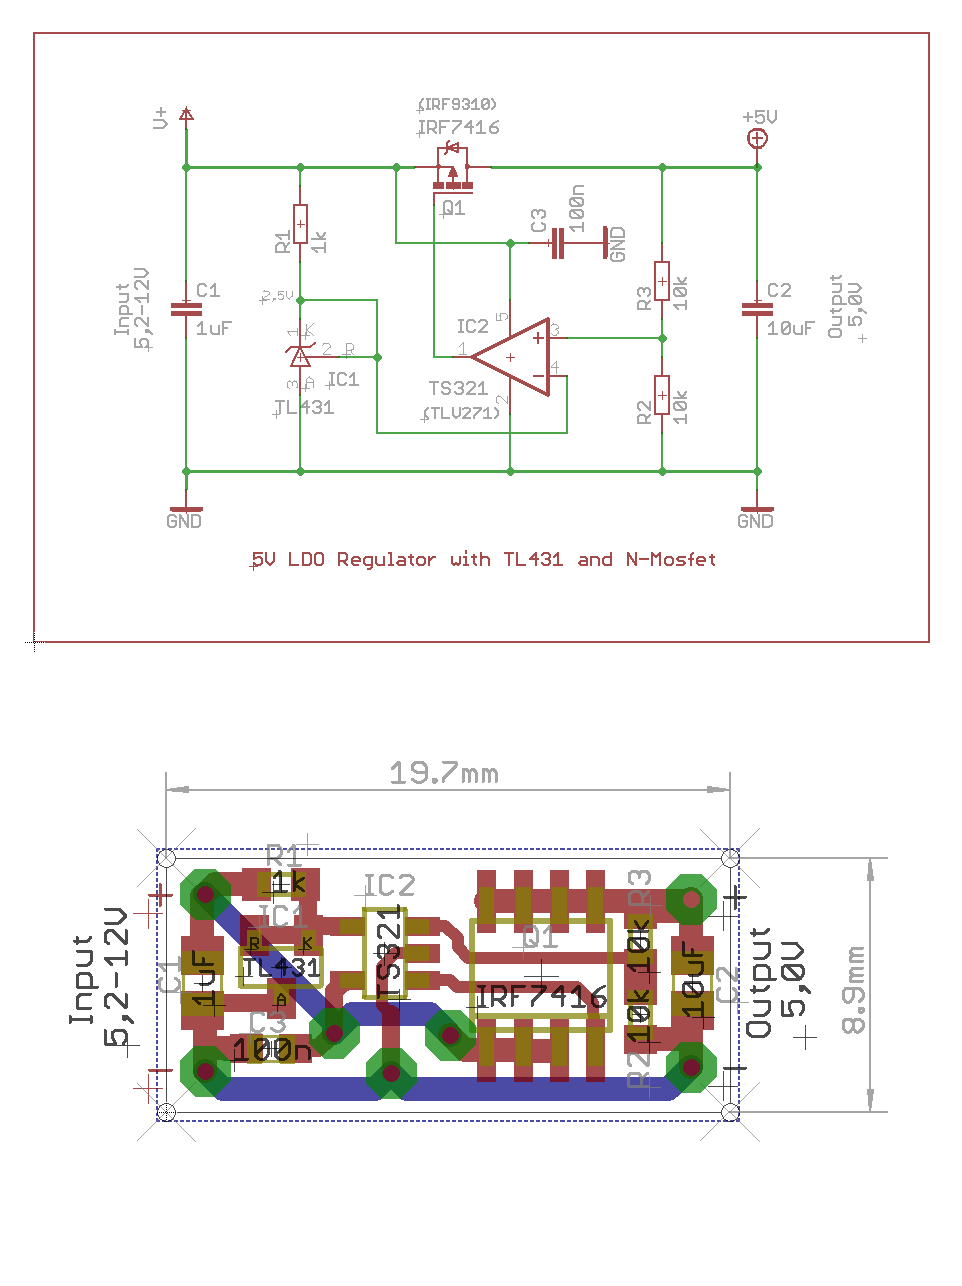 (IRF9310)
IRF7416
V+
+5V
Q1
C3
100n
GND
R1
1k
Input
5,2-12V
C1
1uF
2,5V
1
K
2
R
3
A
IC1
TL431
IC2
5
1
3
4
2
TS321
(TLV271)
R3
10k
R2
10k
C2
10uF
Output
5,0V
GND
GND
5V LDO Regulator with TL431 and N-Mosfet
19.7mm
R1
1k
IC1
R
K
TL431
A
C1
1uF
C3
100n
IC2
TS321
Q1
IRF7416
R3
10k
10k
R2
10uF
C2
Input
5,2-12V
+
-
+
-
Output
5,0V
8.9mm